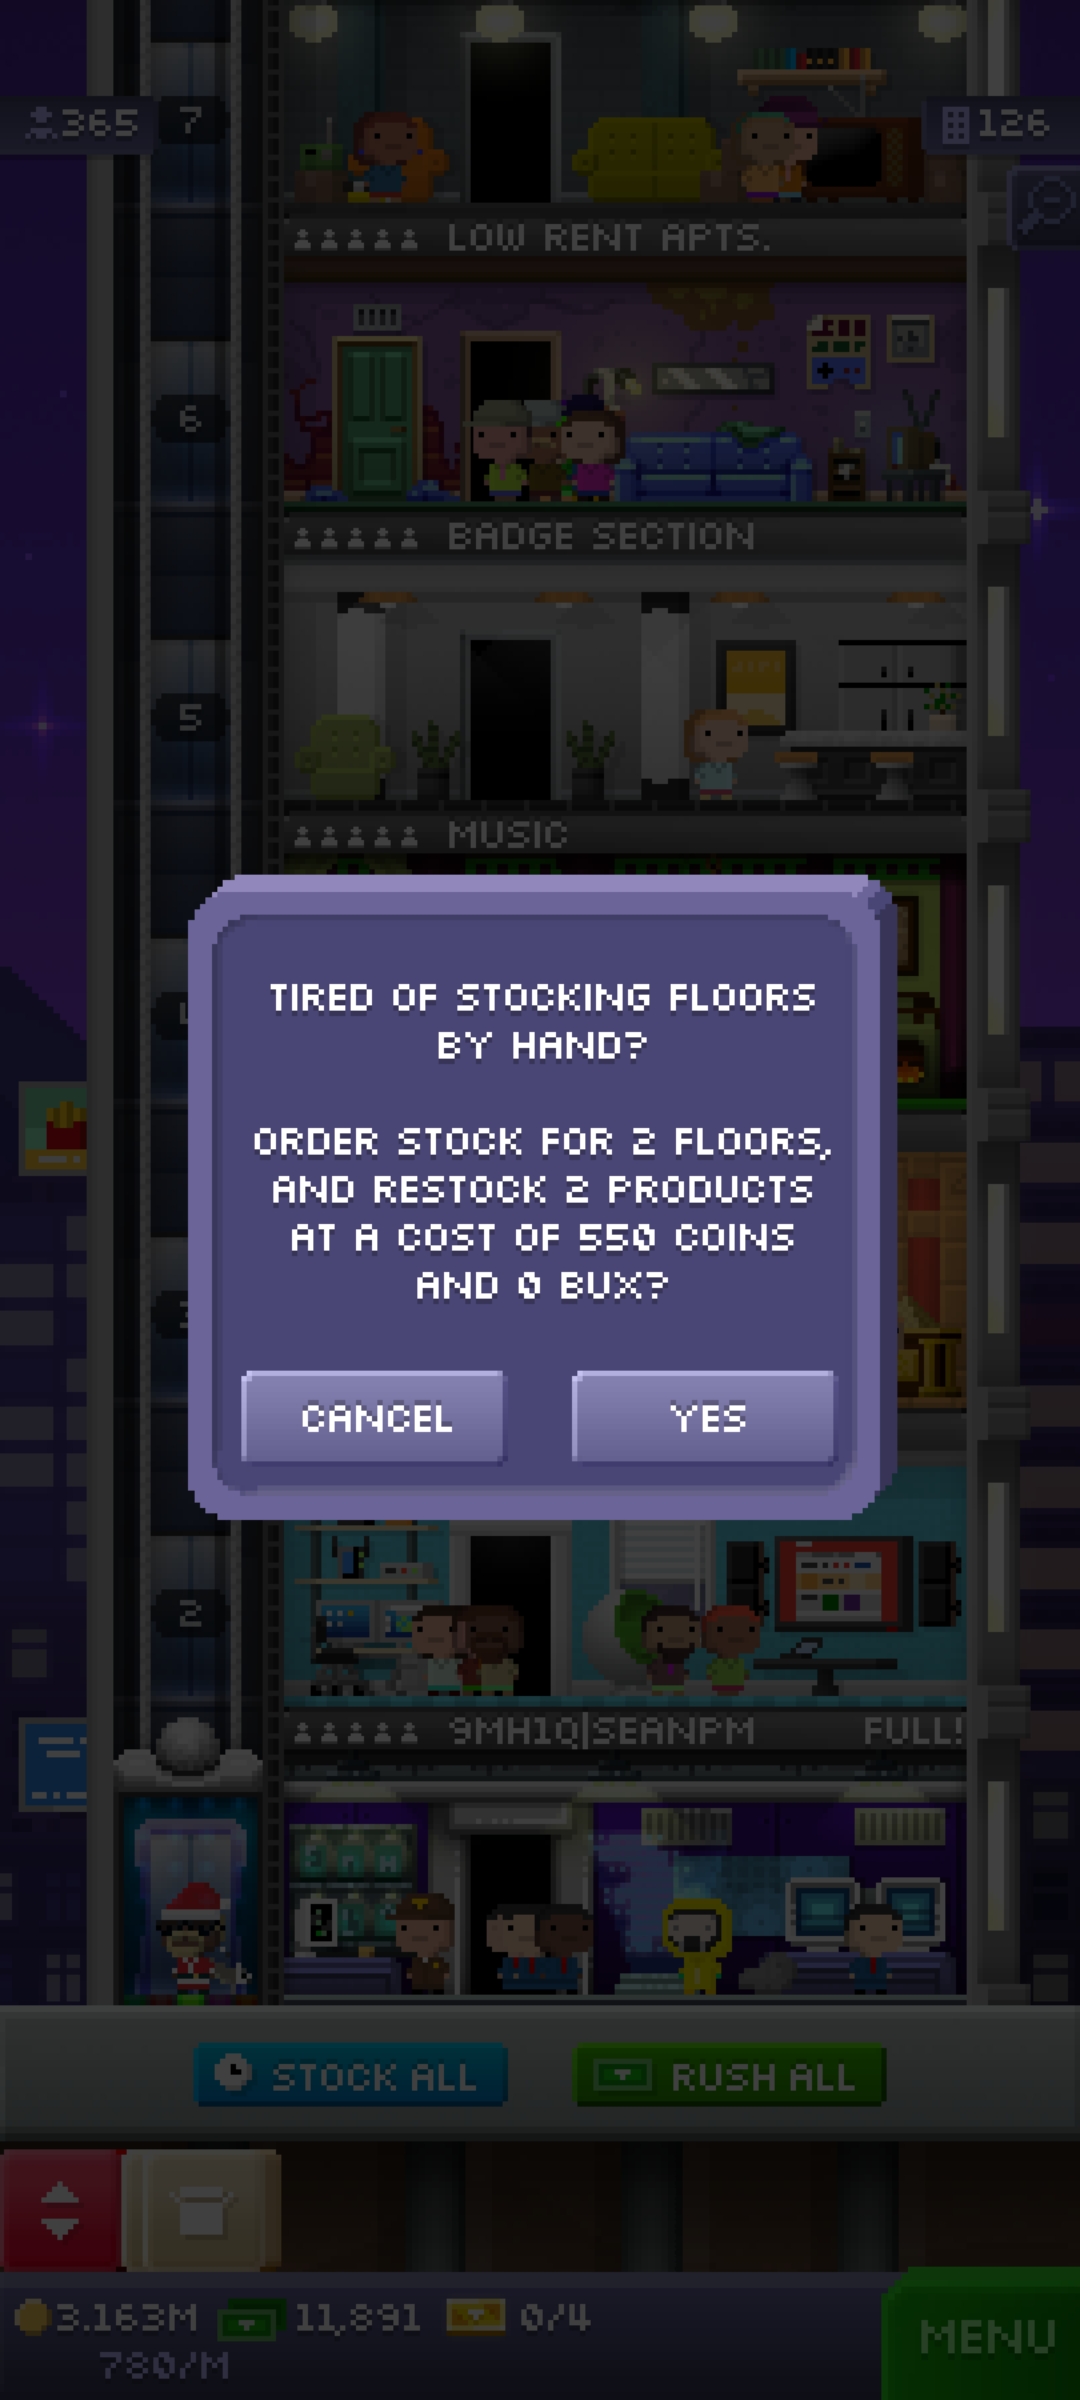 365
7
126
LOW RENT APTS.
6
BADGE SECTION
5
MUSIC
TIRED OF STOCKING FLOORS
BY HAND?
ORDER STOCK FOR 2 FLOORS,
AND RESTOCK 2 PRODUCTS
AT A COST OF 550 COINS
AND 0 BUX?
CANCEL
YES
2
9MH1Q|SEANPM
FULL!
STOCK ALL
RUSH ALL
3.163M
11,891
0/4
780/M
MENU